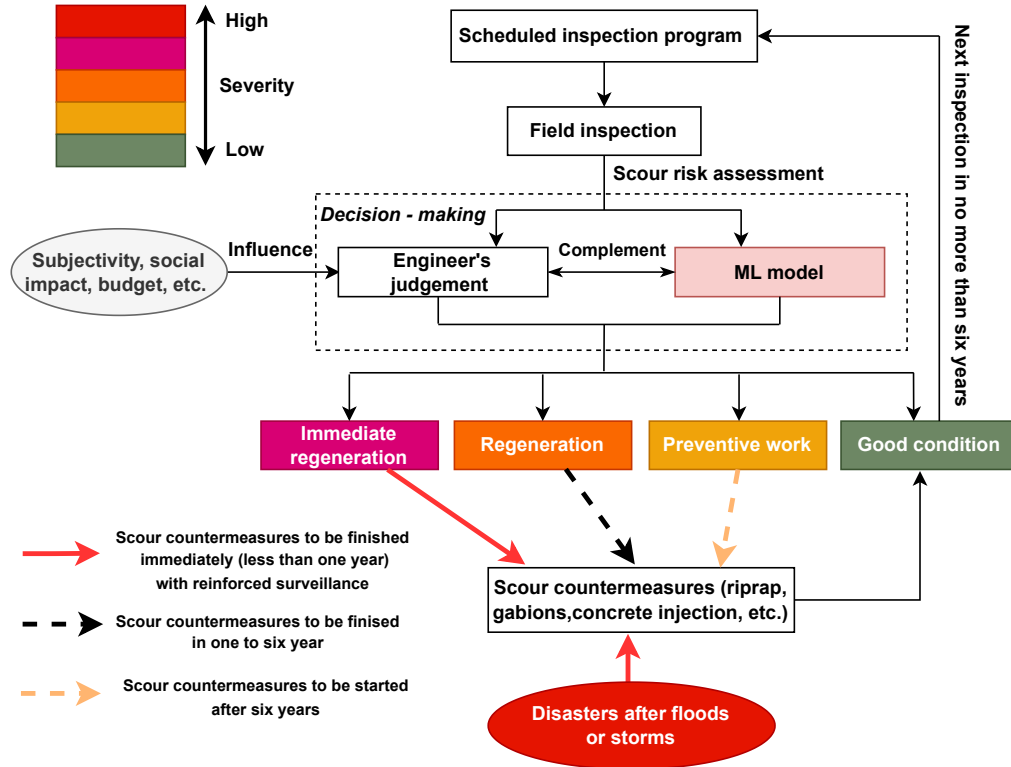 High
Severity
Low
Scheduled inspection program
Field inspection
Scour risk assessment
Next inspection in no more than six years
Decision - making
Subjectivity, social
impact, budget, etc.
Influence
Engineer's
judgement
Complement
ML model
Immediate
regeneration
Regeneration
Preventive work
Good condition
Scour countermeasures to be finished
immediately (less than one year)
with reinforced surveillance
Scour countermeasures to be finised
in one to six year
Scour countermeasures to be started
after six years
Scour countermeasures (riprap,
gabions,concrete injection, etc.)
Disasters after floods
or storms